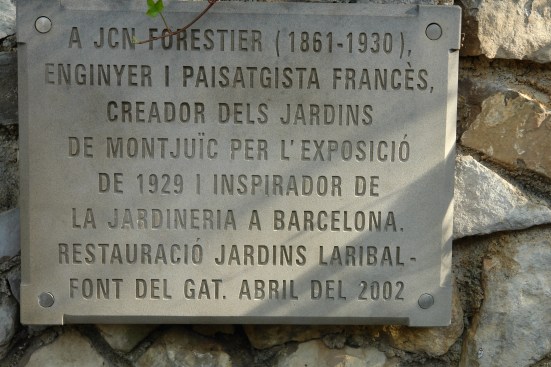 A JCN FORESTIER (1861-1930),
ENGINYER I PAISATGISTA FRANCÈS,
CREADOR DELS JARDINS
DE MONTJUÏC PER L'EXPOSICIÓ
DE 1929 I INSPIRADOR DE
LA JARDINERIA A BARCELONA.
RESTAURACIÓ JARDINS LARIBAL-
FONT DEL GAT. ABRIL DEL 2002